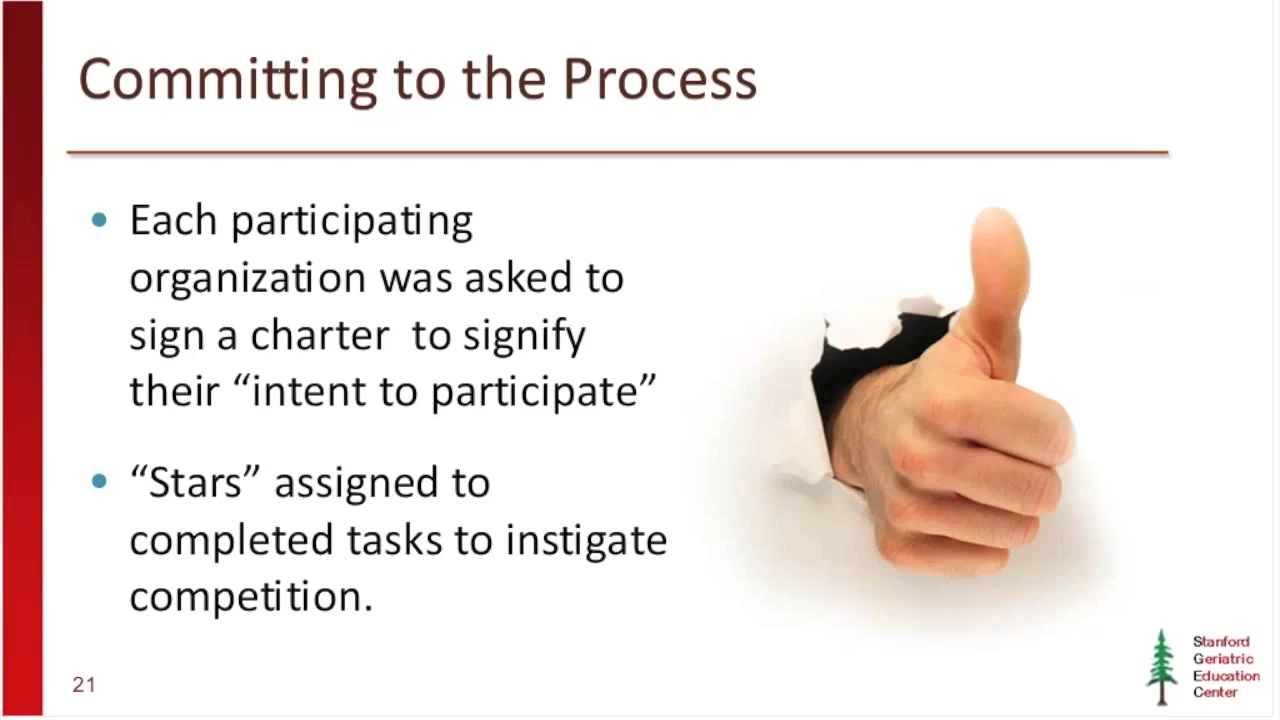 Committing to the Process
• Each participating
organization was asked to
sign a charter  to signify
their “intent to participate”
• “Stars” assigned to
completed tasks to instigate
competition.
21
Stanford
Geriatric
Education
Center